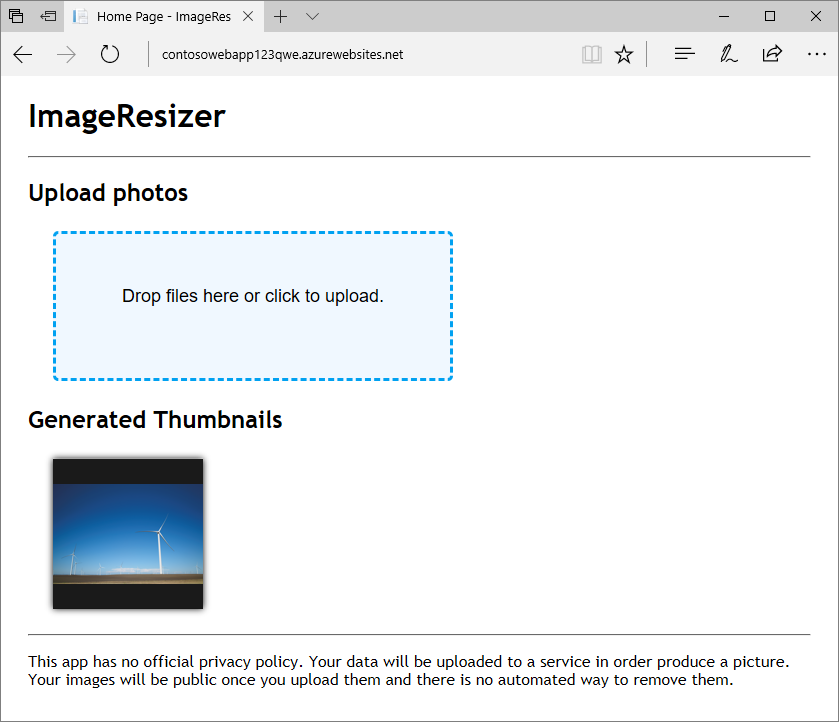 Home Page - ImageRes
contosowebapp123qwe.azurewebsites.net
ImageResizer
Upload photos
Drop files here or click to upload.
Generated Thumbnails
This app has no official privacy policy. Your data will be uploaded to a service in order produce a picture.
Your images will be public once you upload them and there is no automated way to remove them.